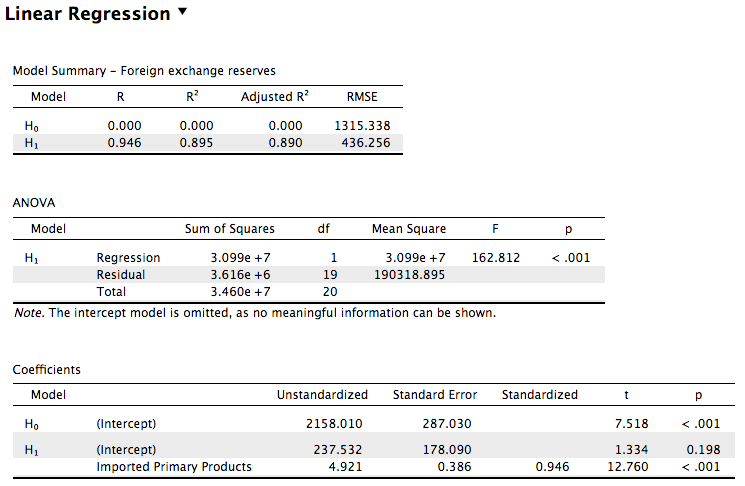 Linear Regression ▼
Model Summary – Foreign exchange reserves
Model R R² Adjusted R² RMSE
H₀ 0.000 0.000 0.000 1315.338
H₁ 0.946 0.895 0.890 436.256
ANOVA
Model Sum of Squares df Mean Square F p
H₁ Regression 3.099e +7 1 3.099e +7 162.812 < .001
Residual 3.616e +6 19 190318.895
Total 3.460e +7 20
Note. The intercept model is omitted, as no meaningful information can be shown.
Coefficients
Model Unstandardized Standard Error Standardized t p
H₀ (Intercept) 2158.010 287.030 7.518 < .001
H₁ (Intercept) 237.532 178.090 1.334 0.198
Imported Primary Products 4.921 0.386 0.946 12.760 < .001